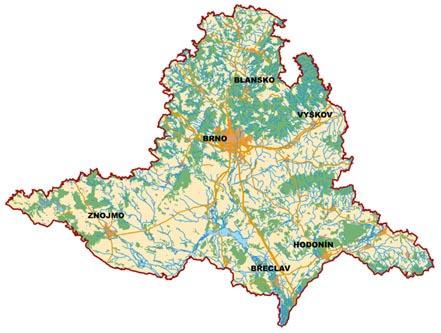 BLANSKO
VYŠKOV
BRNO
ZNOJMO
HODONÍN
BŘECLAV